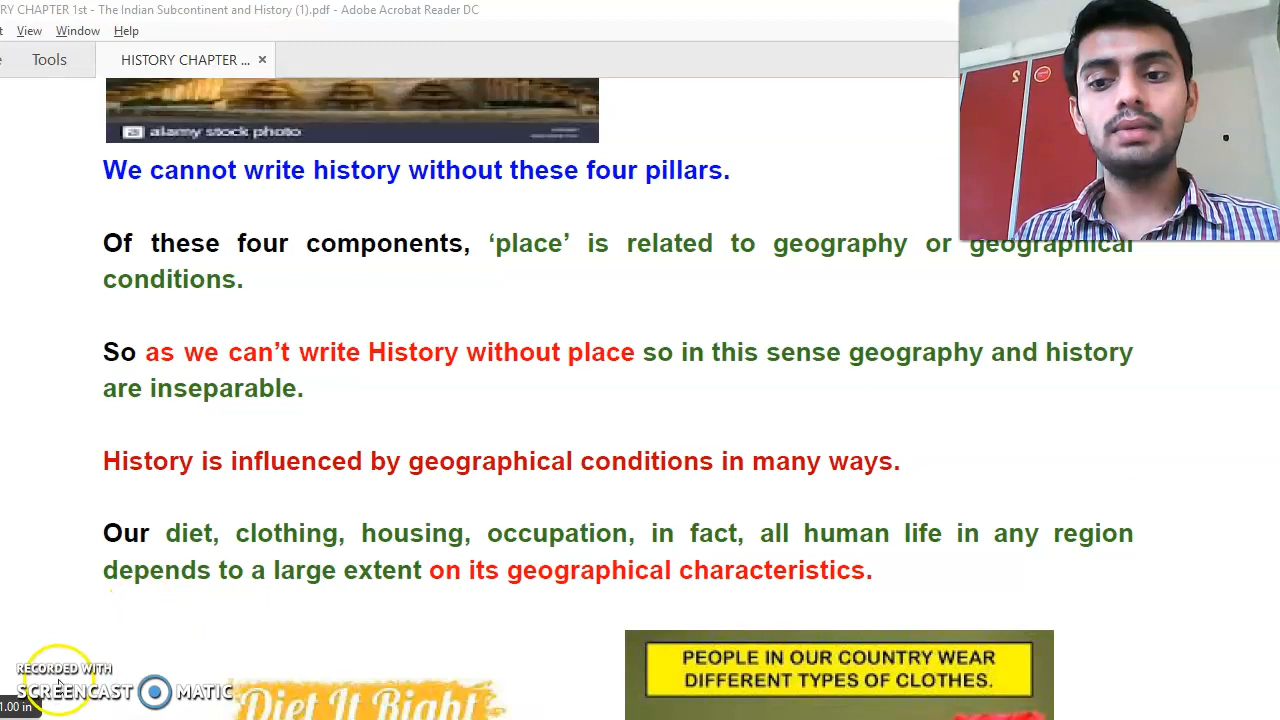 RY CHAPTER 1st - The Indian Subcontinent and History (1).pdf - Adobe Acrobat Reader DC
t View Window Help
e Tools HISTORY CHAPTER ... ×
2
alamy stock photo
We cannot write history without these four pillars.
Of these four components, ‘place’ is related to geography or geographical
conditions.
So as we can’t write History without place so in this sense geography and history
are inseparable.
History is influenced by geographical conditions in many ways.
Our diet, clothing, housing, occupation, in fact, all human life in any region
depends to a large extent on its geographical characteristics.
PEOPLE IN OUR COUNTRY WEAR
DIFFERENT TYPES OF CLOTHES.
RECORDED WITH
SCREENCAST MATIC
1.00 in
Diet It Right